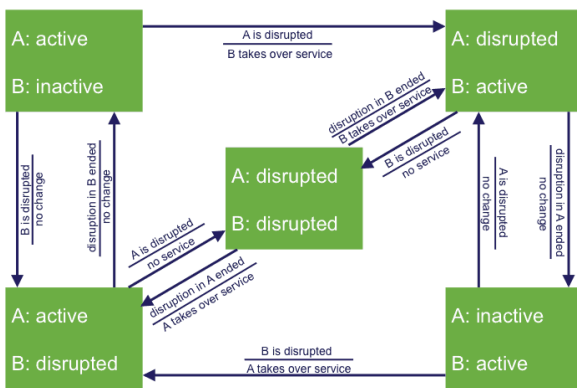 A: active
B: inactive
A is disrupted
B takes over service
A: disrupted
B: active
disruption in B ended
B takes over service
B is disrupted
no service
A: disrupted
B: disrupted
B is disrupted
no change
disruption in B ended
no change
A is disrupted
no service
disruption in A ended
A takes over service
A is disrupted
no change
disruption in A ended
no change
A: active
B: disrupted
B is disrupted
A takes over service
A: inactive
B: active